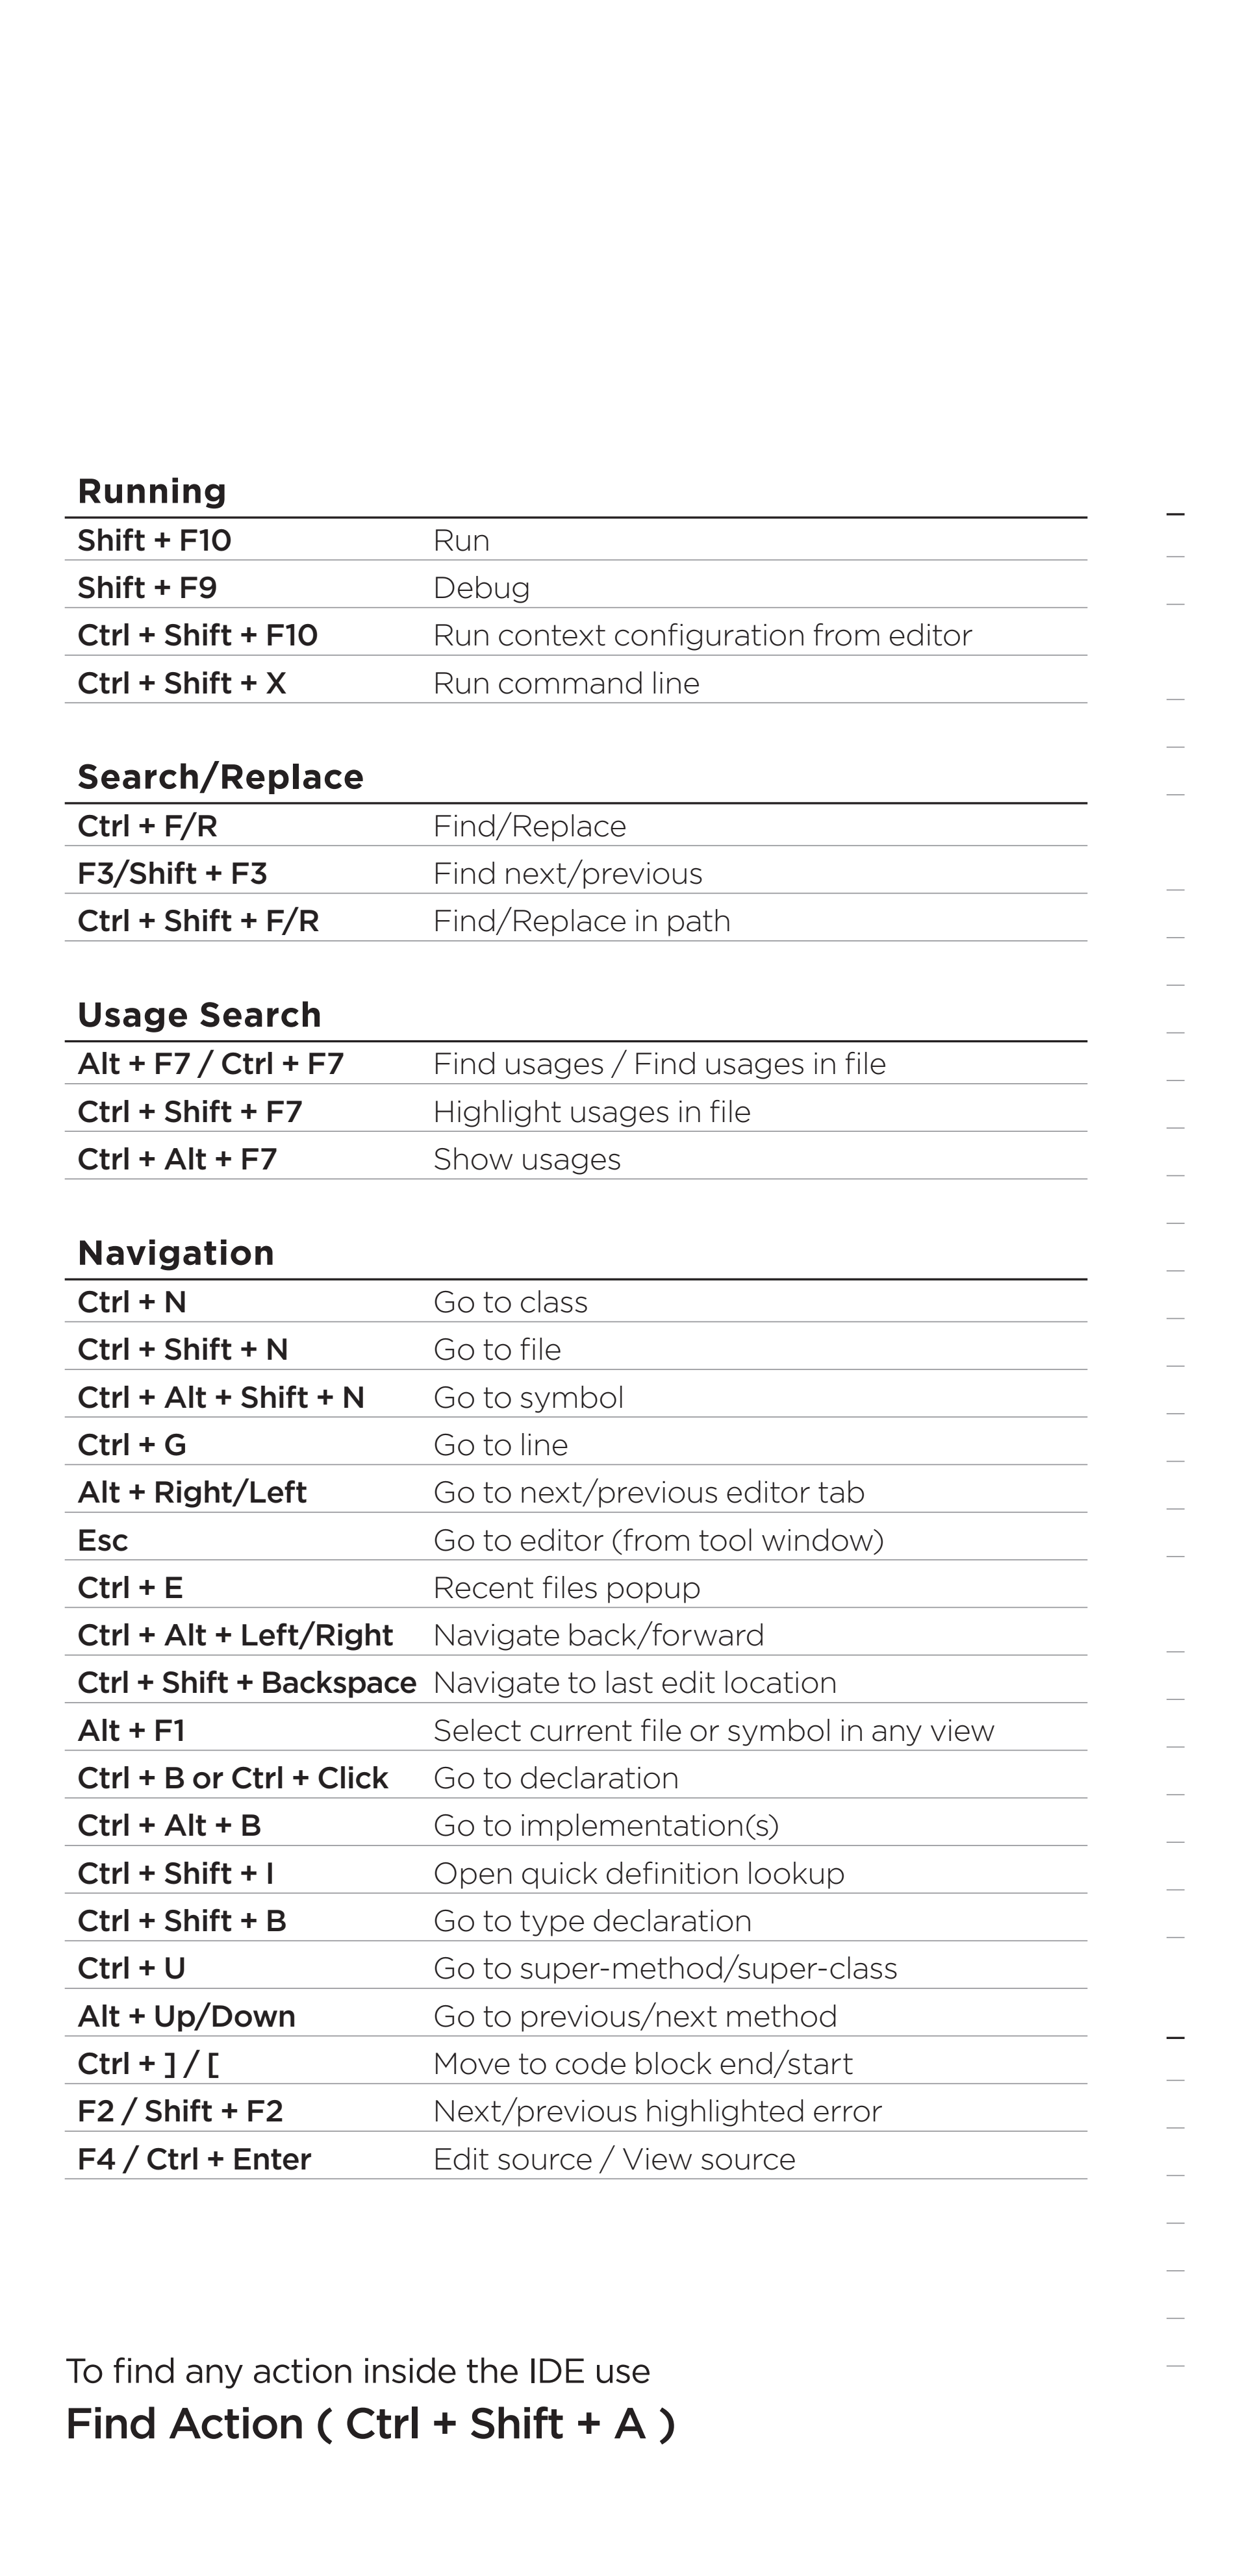 Running
Shift + F10 Run
Shift + F9 Debug
Ctrl + Shift + F10 Run context configuration from editor
Ctrl + Shift + X Run command line
Search/Replace
Ctrl + F/R Find/Replace
F3/Shift + F3 Find next/previous
Ctrl + Shift + F/R Find/Replace in path
Usage Search
Alt + F7 / Ctrl + F7 Find usages / Find usages in file
Ctrl + Shift + F7 Highlight usages in file
Ctrl + Alt + F7 Show usages
Navigation
Ctrl + N Go to class
Ctrl + Shift + N Go to file
Ctrl + Alt + Shift + N Go to symbol
Ctrl + G Go to line
Alt + Right/Left Go to next/previous editor tab
Esc Go to editor (from tool window)
Ctrl + E Recent files popup
Ctrl + Alt + Left/Right Navigate back/forward
Ctrl + Shift + Backspace Navigate to last edit location
Alt + F1 Select current file or symbol in any view
Ctrl + B or Ctrl + Click Go to declaration
Ctrl + Alt + B Go to implementation(s)
Ctrl + Shift + I Open quick definition lookup
Ctrl + Shift + B Go to type declaration
Ctrl + U Go to super-method/super-class
Alt + Up/Down Go to previous/next method
Ctrl + ] / [ Move to code block end/start
F2 / Shift + F2 Next/previous highlighted error
F4 / Ctrl + Enter Edit source / View source
To find any action inside the IDE use
Find Action ( Ctrl + Shift + A )